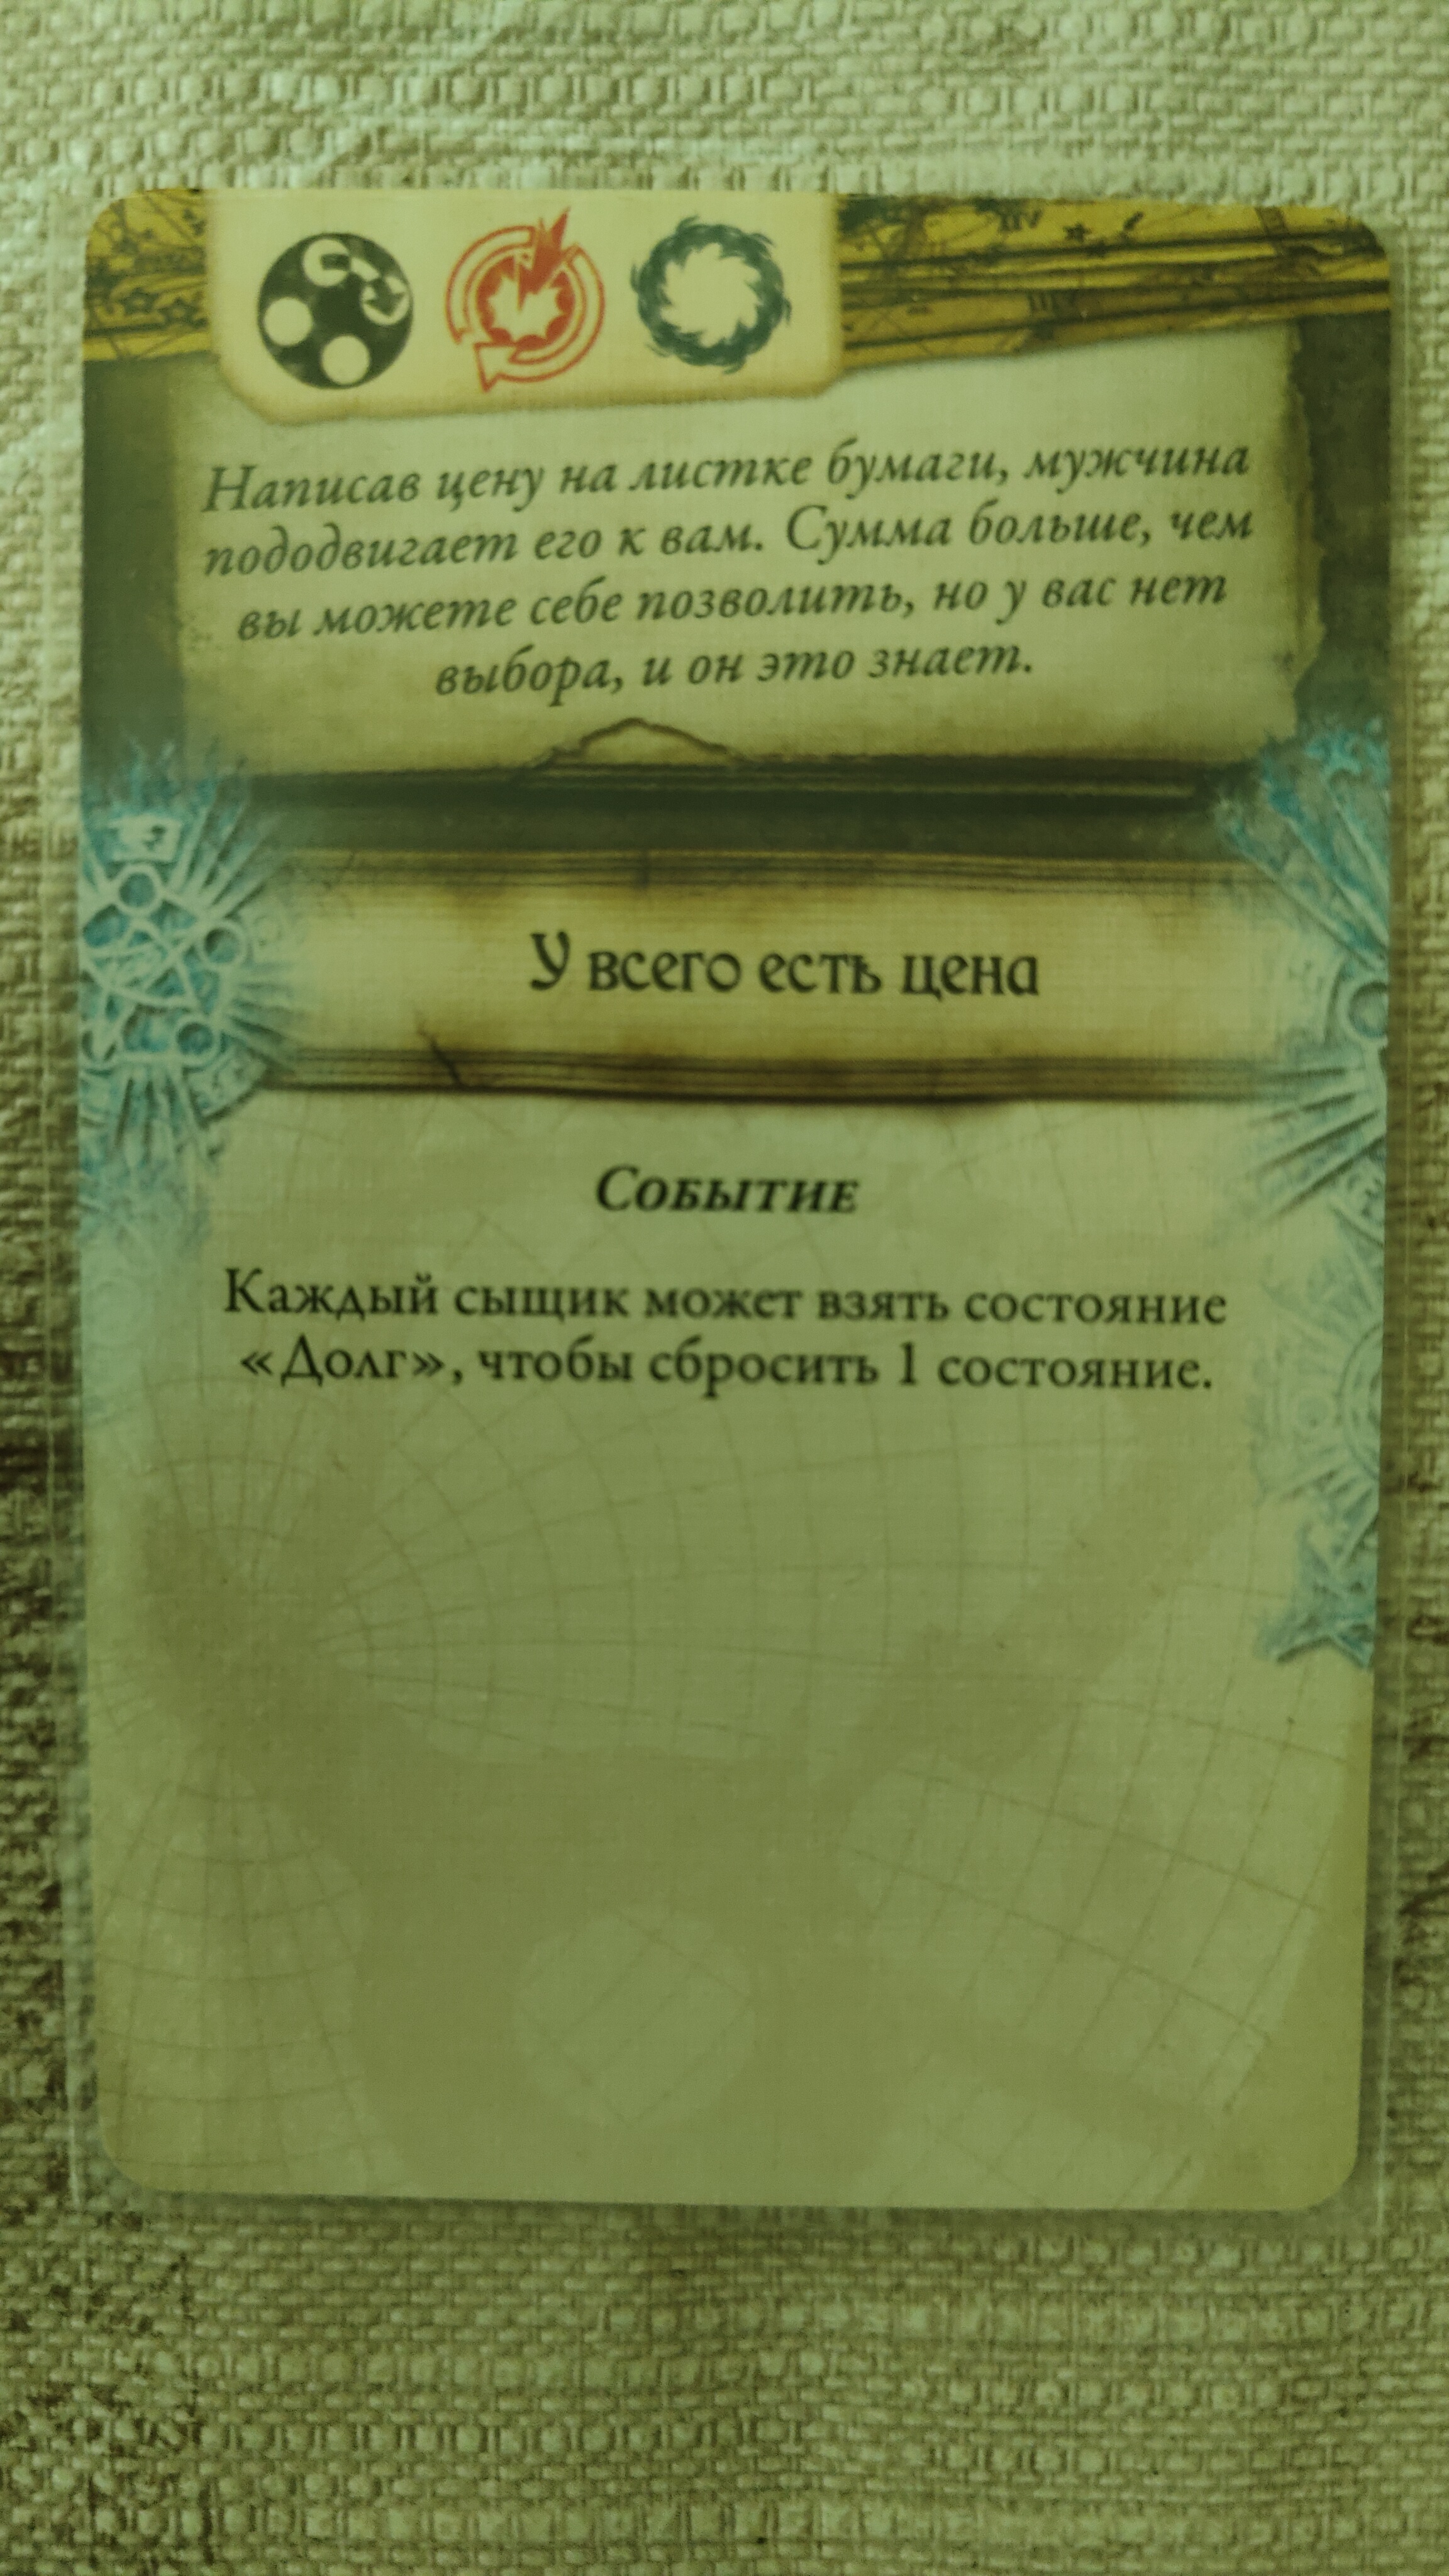 Написав цену на листке бумаги, мужчина
пододвигает его к вам. Сумма больше, чем
вы можете себе позволить, но у вас нет
выбора, и он это знает.
У всего есть цена
Событие
Каждый сыщик может взять состояние
«Долг», чтобы сбросить 1 состояние.